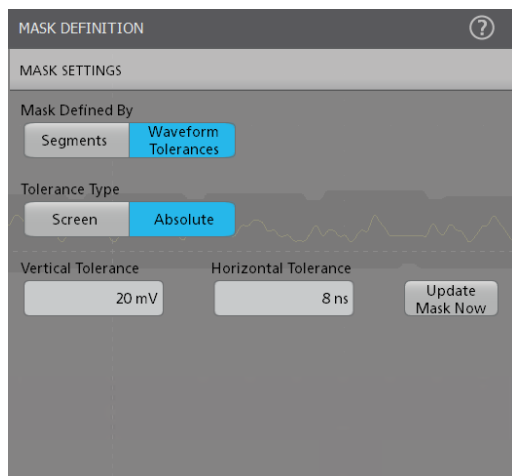 MASK DEFINITION
?
MASK SETTINGS
Mask Defined By
Segments
Waveform
Tolerances
Tolerance Type
Screen
Absolute
Vertical Tolerance
Horizontal Tolerance
20 mV
8 ns
Update
Mask Now